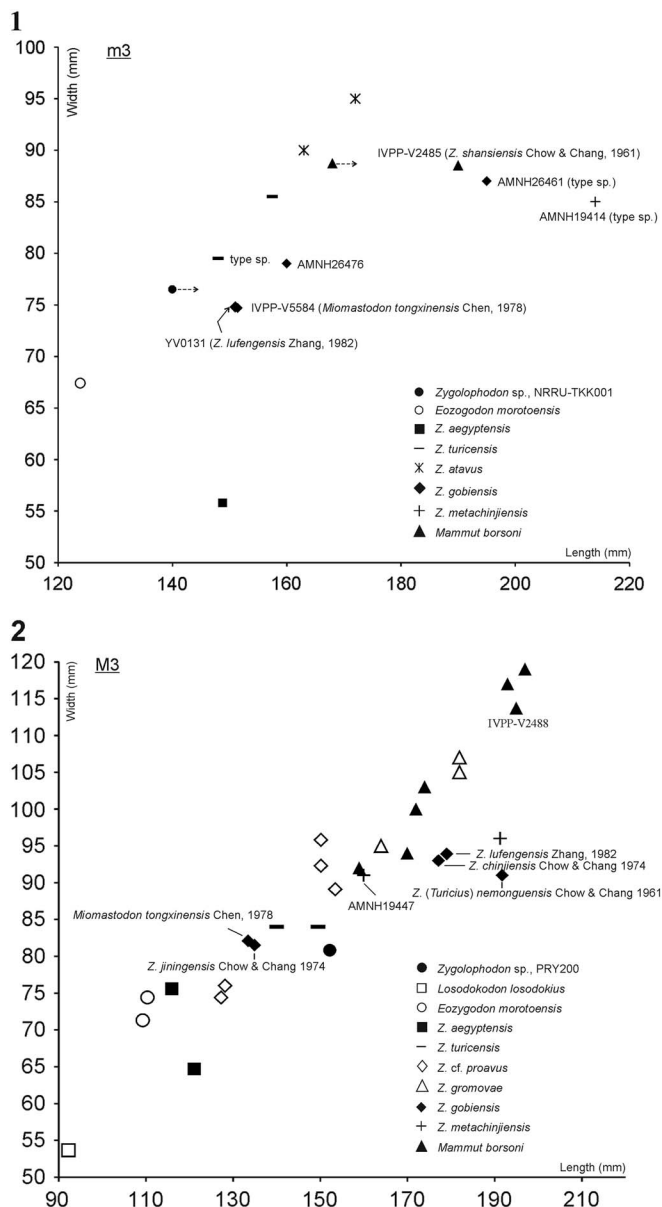 1
m3
Width (mm)
100
95
90
85
80
75
70
65
60
55
50
IVPP-V2485 (Z. shansiensis Chow & Chang, 1961)
AMNH26461 (type sp.)
AMNH19414 (type sp.)
type sp.
AMNH26476
IVPP-V5584 (Miomastodon tongxinensis Chen, 1978)
YV0131 (Z. lufengensis Zhang, 1982)
Zygolophodon sp., NRRU-TKK001
Eozogodon morotoensis
Z. aegyptensis
Z. turicensis
Z. atavus
Z. gobiensis
Z. metachinjiensis
Mammut borsoni
Length (mm)
120 140 160 180 200 220
2
M3
Width (mm)
120
115
110
105
100
95
90
85
80
75
70
65
60
55
50
IVPP-V2488
Z. lufengensis Zhang, 1982
Z. chinjiensis Chow & Chang 1974
Z. (Turicius) nemonguensis Chow & Chang 1961
AMNH19447
Miomastodon tongxinensis Chen, 1978
Z. jiningensis Chow & Chang 1974
Zygolophodon sp., PRY200
Losodokodon losodokius
Eozygodon morotoensis
Z. aegyptensis
Z. turicensis
Z. cf. proavus
Z. gromovae
Z. gobiensis
Z. metachinjiensis
Mammut borsoni
Length (mm)
90 110 130 150 170 190 210